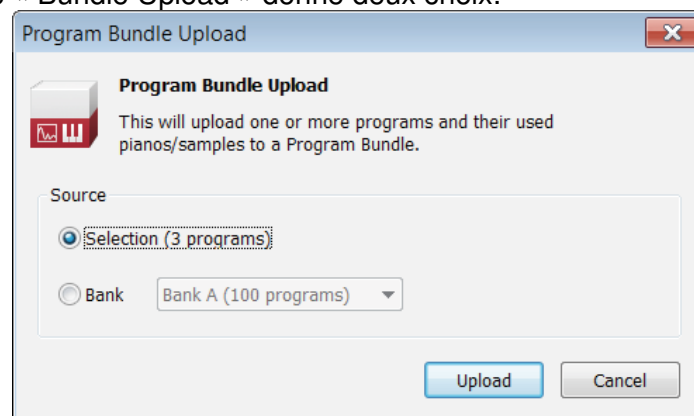 « Bundle Upload » donne deux choix:
Program Bundle Upload
Program Bundle Upload
This will upload one or more programs and their used
pianos/samples to a Program Bundle.
Source
Selection (3 programs)
Bank
Bank A (100 programs)
Upload
Cancel